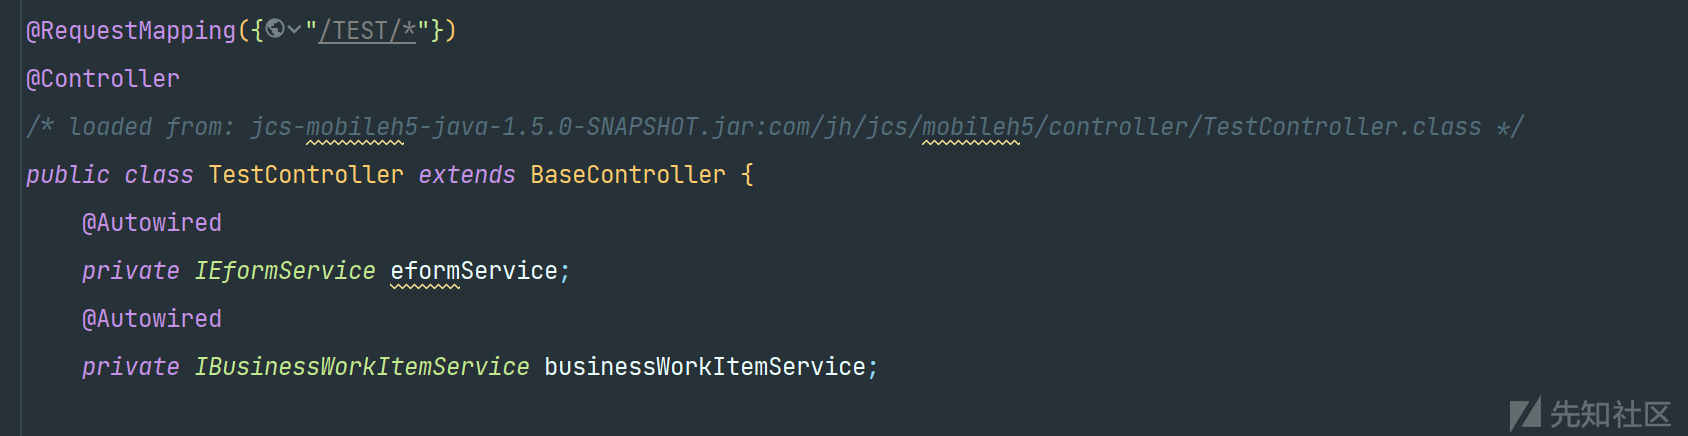 @RequestMapping({"/TEST/*"})
@Controller
/* loaded from: jcs-mobileh5-java-1.5.0-SNAPSHOT.jar:com/jh/jcs/mobileh5/controller/TestController.class */
public class TestController extends BaseController {
@Autowired
private IEformService eformService;
@Autowired
private IBusinessWorkItemService businessWorkItemService;
先知社区